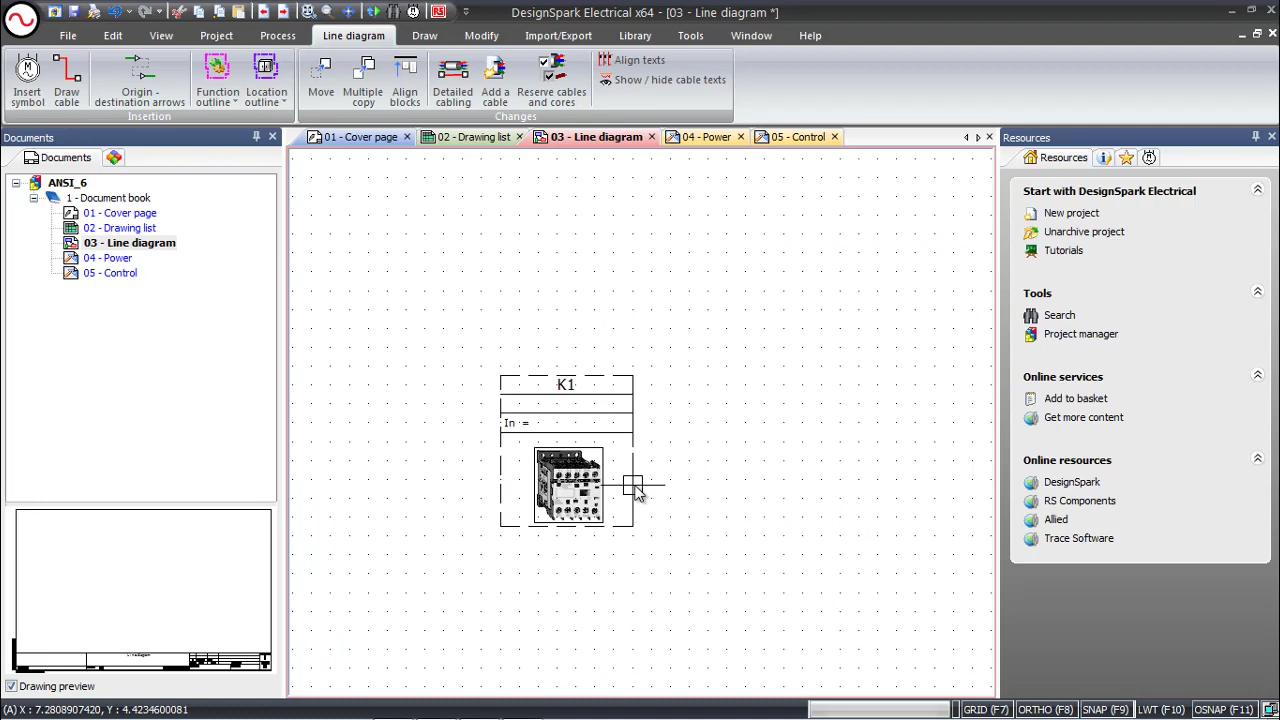 DesignSpark Electrical x64 - [03 - Line diagram *]
File Edit View Project Process Line diagram Draw Modify Import/Export Library Tools Window Help
Insert symbol
Draw cable
Origin - destination arrows
Function outline
Location outline
Insertion
Move
Multiple copy
Align blocks
Detailed cabling
Add a cable
Reserve cables and cores
Align texts
Show / hide cable texts
Changes
Documents
Documents
ANSI_6
1 - Document book
01 - Cover page
02 - Drawing list
03 - Line diagram
04 - Power
05 - Control
Drawing preview
01 - Cover page
02 - Drawing list
03 - Line diagram
04 - Power
05 - Control
K1
In =
Resources
Resources
Start with DesignSpark Electrical
New project
Unarchive project
Tutorials
Tools
Search
Project manager
Online services
Add to basket
Get more content
Online resources
DesignSpark
RS Components
Allied
Trace Software
(A) X : 7.2808907420, Y : 4.4234600081
GRID (F7) ORTHO (F8) SNAP (F9) LWT (F10) OSNAP (F11)